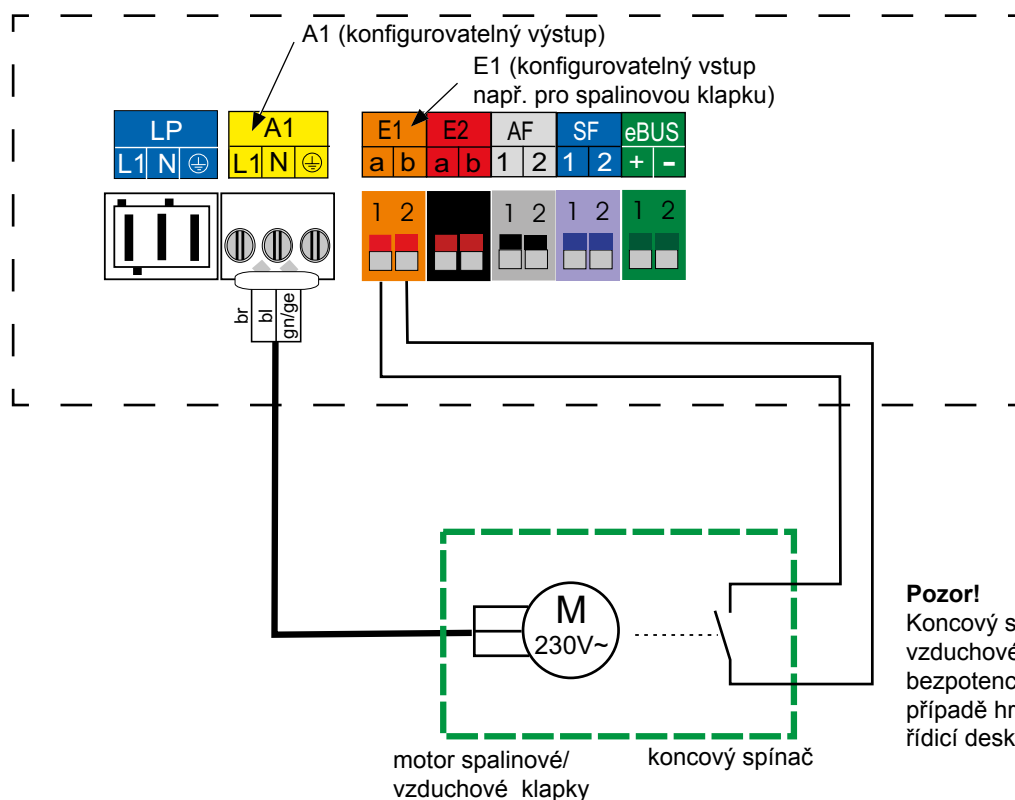 A1 (konfigurovatelný výstup)
E1 (konfigurovatelný vstup
např. pro spalinovou klapku)
LP A1 E1 E2 AF SF eBUS
L1 N L1 N a b a b 1 2 1 2 + -
1 2 1 2 1 2 1 2
br
bl
gn/ge
M
230V~
Pozor!
Koncový s
vzduchové
bezpotenc
případě hr
řídicí desk
motor spalinové/
vzduchové klapky
koncový spínač